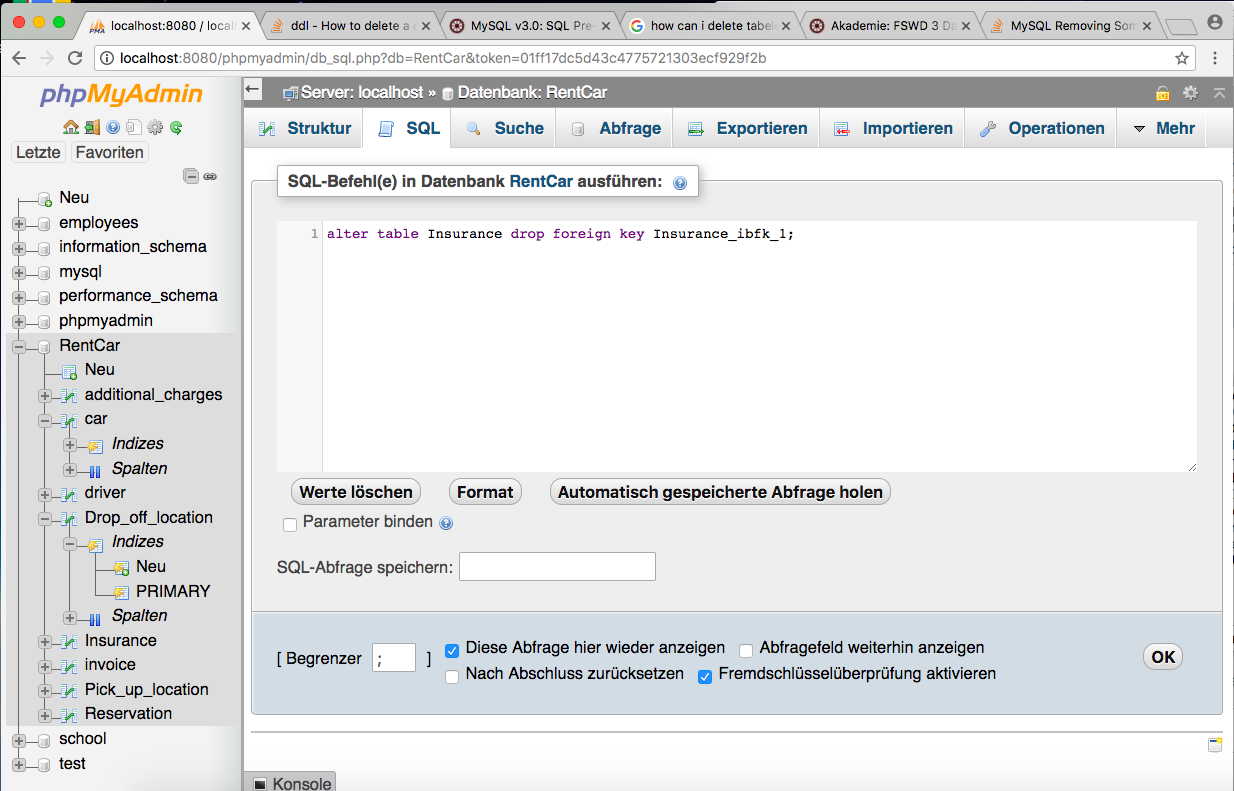 localhost:8080 / locall
ddl - How to delete a c
MySQL v3.0: SQL Pre-
how can i delete tabel
Akademie: FSWD 3 Da
MySQL Removing Som
localhost:8080/phpmyadmin/db_sql.php?db=RentCar&token=01ff17dc5d43c4775721303ecf929f2b
phpMyAdmin
Letzte Favoriten
Neu
employees
information_schema
mysql
performance_schema
phpmyadmin
RentCar
Neu
additional_charges
car
Indizes
Spalten
driver
Drop_off_location
Indizes
Neu
PRIMARY
Spalten
Insurance
invoice
Pick_up_location
Reservation
school
test
Server: localhost » Datenbank: RentCar
Struktur SQL Suche Abfrage Exportieren Importieren Operationen Mehr
SQL-Befehl(e) in Datenbank RentCar ausführen:
1 alter table Insurance drop foreign key Insurance_ibfk_1;
Werte löschen Format Automatisch gespeicherte Abfrage holen
Parameter binden
SQL-Abfrage speichern:
[ Begrenzer ; ] Diese Abfrage hier wieder anzeigen Abfragefeld weiterhin anzeigen
Nach Abschluss zurücksetzen Fremdschlüsselüberprüfung aktivieren
OK
Konsole